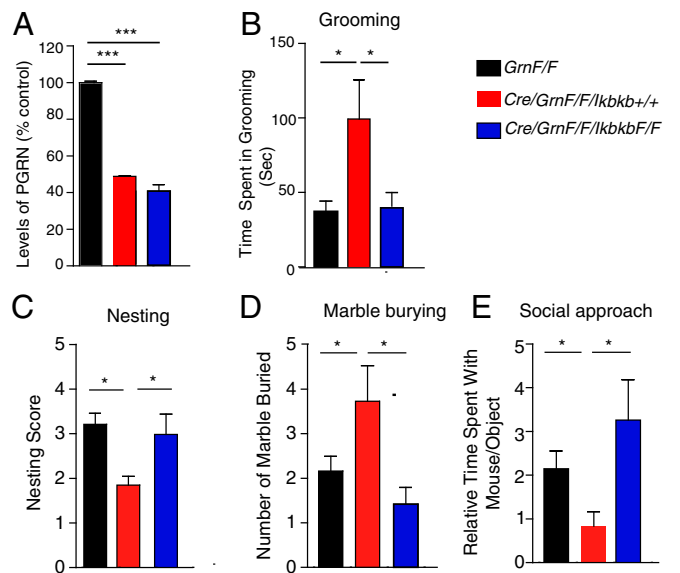 A
***
***
Levels of PGRN (% control)
120
100
80
60
40
20
0
B
Grooming
* *
Time Spent in Grooming
(Sec)
150
100
50
0
GrnF/F
Cre/GrnF/F/Ikbkb+/+
Cre/GrnF/F/IkbkbF/F
C
Nesting
* *
Nesting Score
5
4
3
2
1
0
D
Marble burying
* *
Number of Marble Buried
5
4
3
2
1
0
E
Social approach
* *
Relative Time Spent With
Mouse/Object
5
4
3
2
1
0